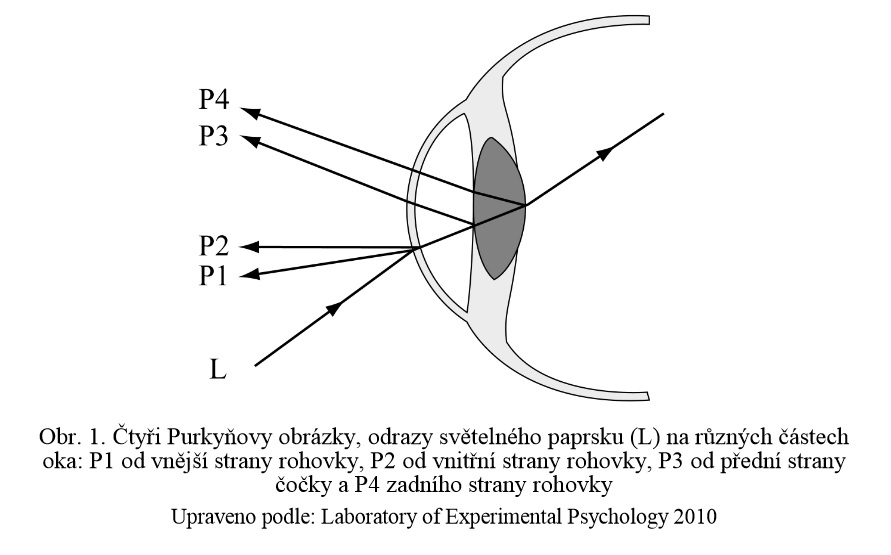 P4
P3
P2
P1
L
Obr. 1. Čtyři Purkyňovy obrázky, odrazy světelného paprsku (L) na různých částech
oka: P1 od vnější strany rohovky, P2 od vnitřní strany rohovky, P3 od přední strany
čočky a P4 zadního strany rohovky
Upraveno podle: Laboratory of Experimental Psychology 2010